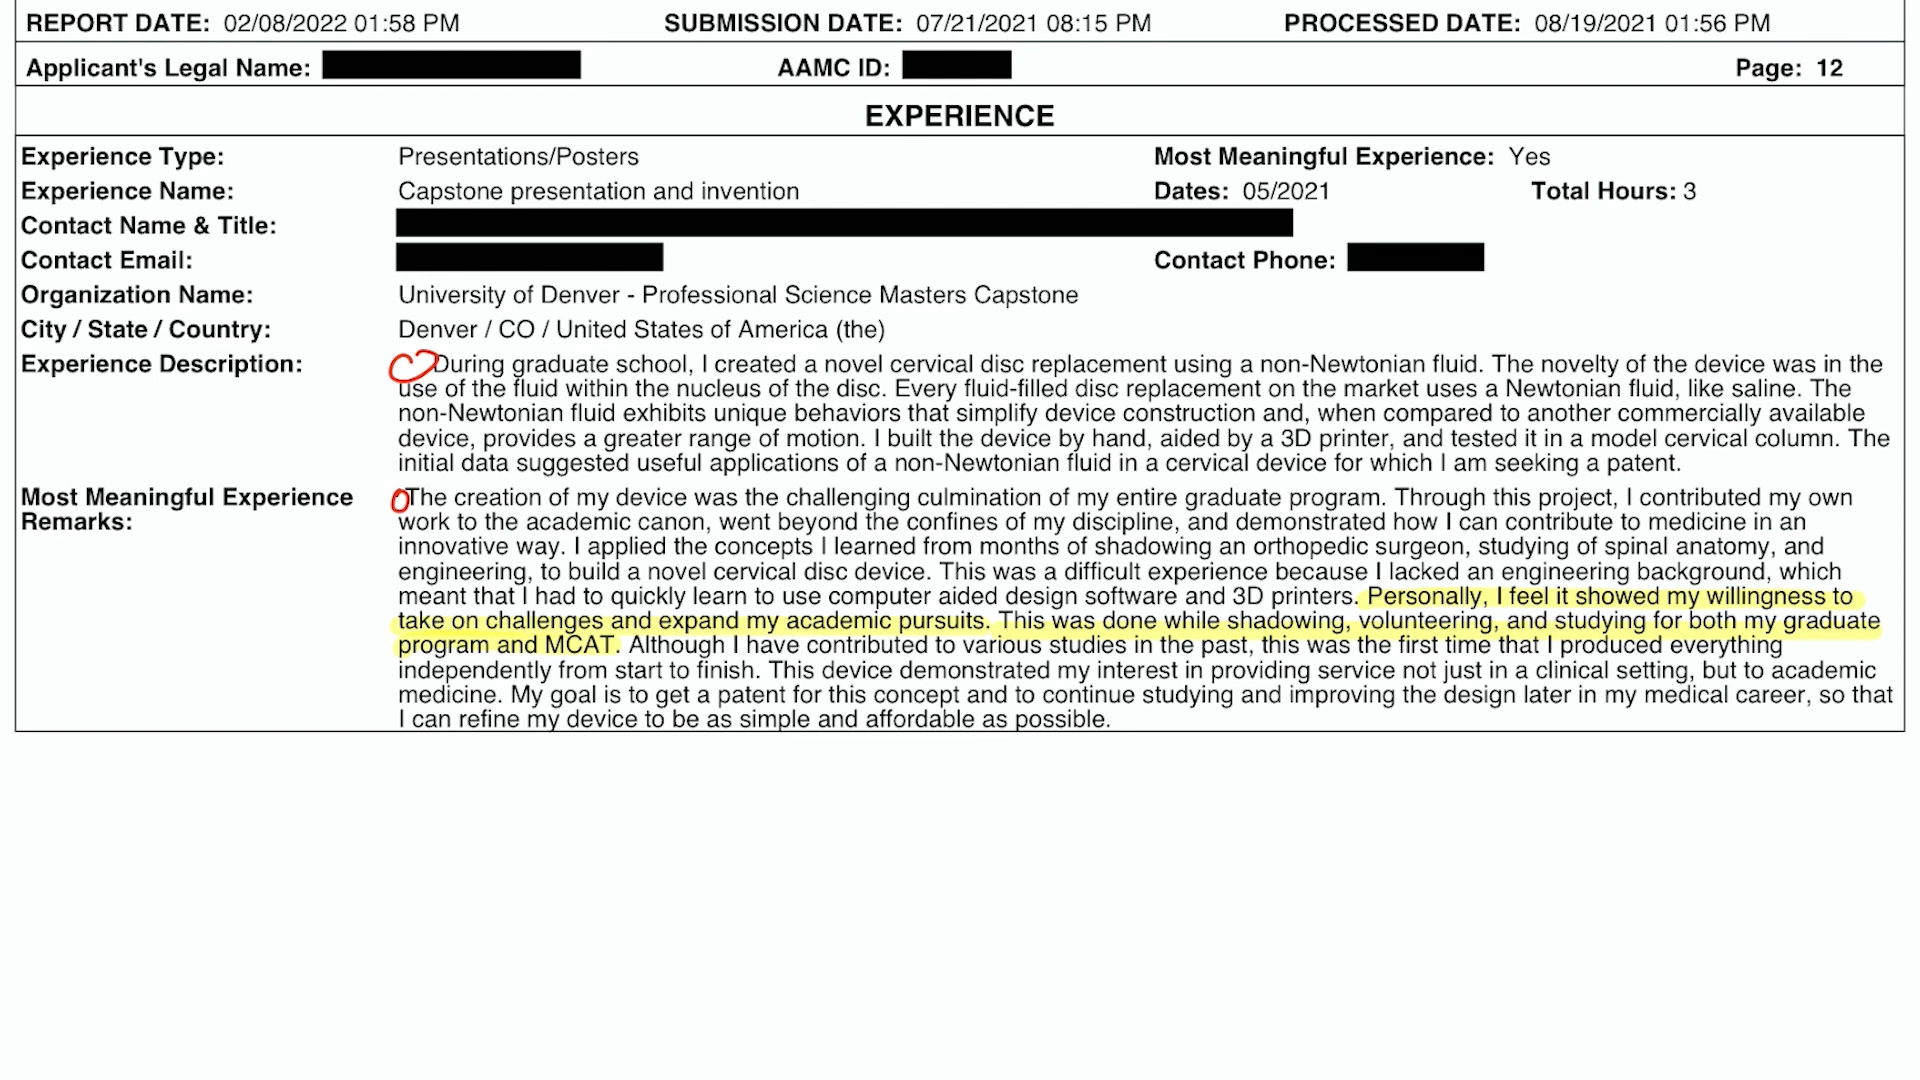 REPORT DATE: 02/08/2022 01:58 PM SUBMISSION DATE: 07/21/2021 08:15 PM PROCESSED DATE: 08/19/2021 01:56 PM
Applicant's Legal Name: AAMC ID: Page: 12
EXPERIENCE
Experience Type: Presentations/Posters Most Meaningful Experience: Yes
Experience Name: Capstone presentation and invention Dates: 05/2021 Total Hours: 3
Contact Name & Title:
Contact Email: Contact Phone:
Organization Name: University of Denver - Professional Science Masters Capstone
City / State / Country: Denver / CO / United States of America (the)
Experience Description: During graduate school, I created a novel cervical disc replacement using a non-Newtonian fluid. The novelty of the device was in the
use of the fluid within the nucleus of the disc. Every fluid-filled disc replacement on the market uses a Newtonian fluid, like saline. The
non-Newtonian fluid exhibits unique behaviors that simplify device construction and, when compared to another commercially available
device, provides a greater range of motion. I built the device by hand, aided by a 3D printer, and tested it in a model cervical column. The
initial data suggested useful applications of a non-Newtonian fluid in a cervical device for which I am seeking a patent.
Most Meaningful Experience The creation of my device was the challenging culmination of my entire graduate program. Through this project, I contributed my own
Remarks: work to the academic canon, went beyond the confines of my discipline, and demonstrated how I can contribute to medicine in an
innovative way. I applied the concepts I learned from months of shadowing an orthopedic surgeon, studying of spinal anatomy, and
engineering, to build a novel cervical disc device. This was a difficult experience because I lacked an engineering background, which
meant that I had to quickly learn to use computer aided design software and 3D printers. Personally, I feel it showed my willingness to
take on challenges and expand my academic pursuits. This was done while shadowing, volunteering, and studying for both my graduate
program and MCAT. Although I have contributed to various studies in the past, this was the first time that I produced everything
independently from start to finish. This device demonstrated my interest in providing service not just in a clinical setting, but to academic
medicine. My goal is to get a patent for this concept and to continue studying and improving the design later in my medical career, so that
I can refine my device to be as simple and affordable as possible.